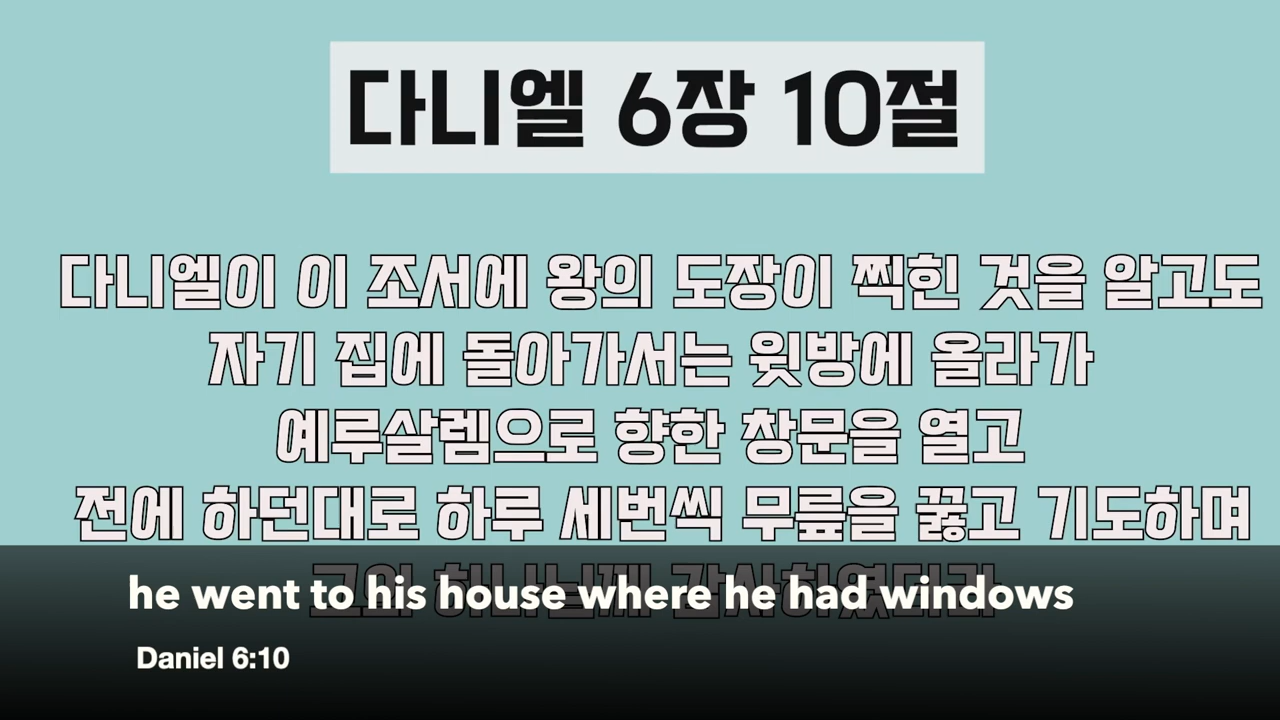 다니엘 6장 10절
다니엘이 이 조서에 왕의 도장이 찍힌 것을 알고도
자기 집에 돌아가서는 윗방에 올라가
예루살렘으로 향한 창문을 열고
전에 하던대로 하루 세번씩 무릎을 꿇고 기도하며
그의 하나님께 감사하였더라
he went to his house where he had windows
Daniel 6:10